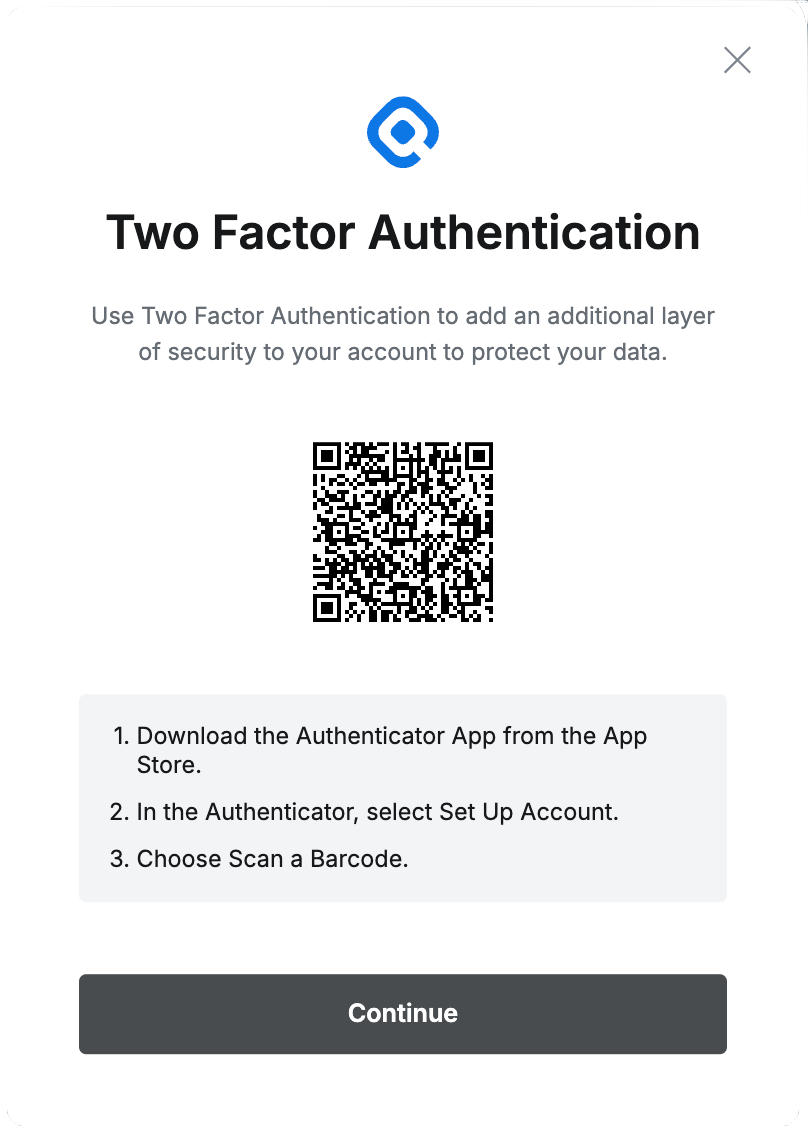 Two Factor Authentication
Use Two Factor Authentication to add an additional layer
of security to your account to protect your data.
1. Download the Authenticator App from the App
Store.
2. In the Authenticator, select Set Up Account.
3. Choose Scan a Barcode.
Continue